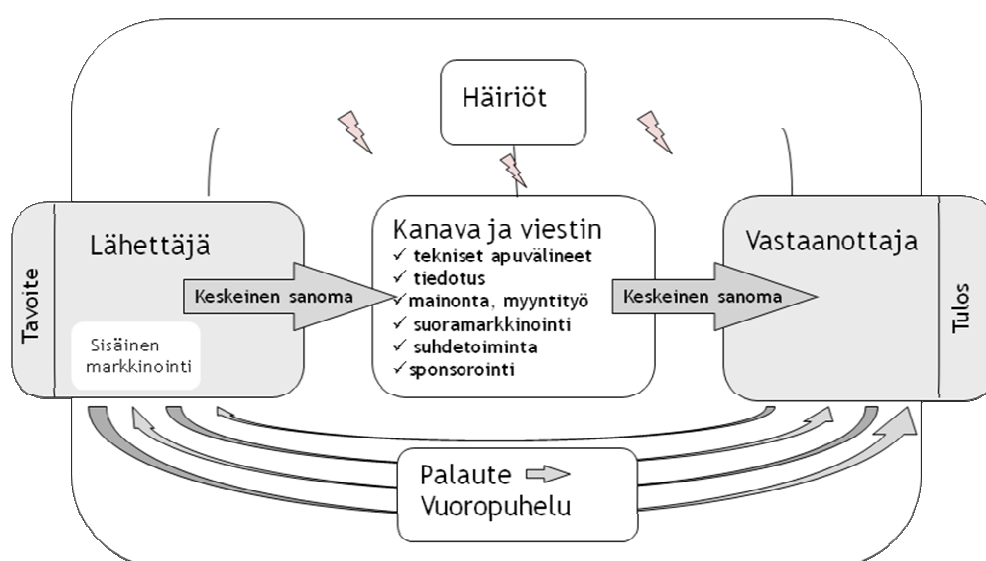 Häiriöt
Tavoite
Lähettäjä
Keskeinen sanoma
Sisäinen
markkinointi
Kanava ja viestin
✓ tekniset apuvälineet
✓ tiedotus
✓ mainonta, myyntityö
✓ suoramarkkinointi
✓ suhdetoiminta
✓ sponsorointi
Keskeinen sanoma
Vastaanottaja
Tulos
Palaute
Vuoropuhelu